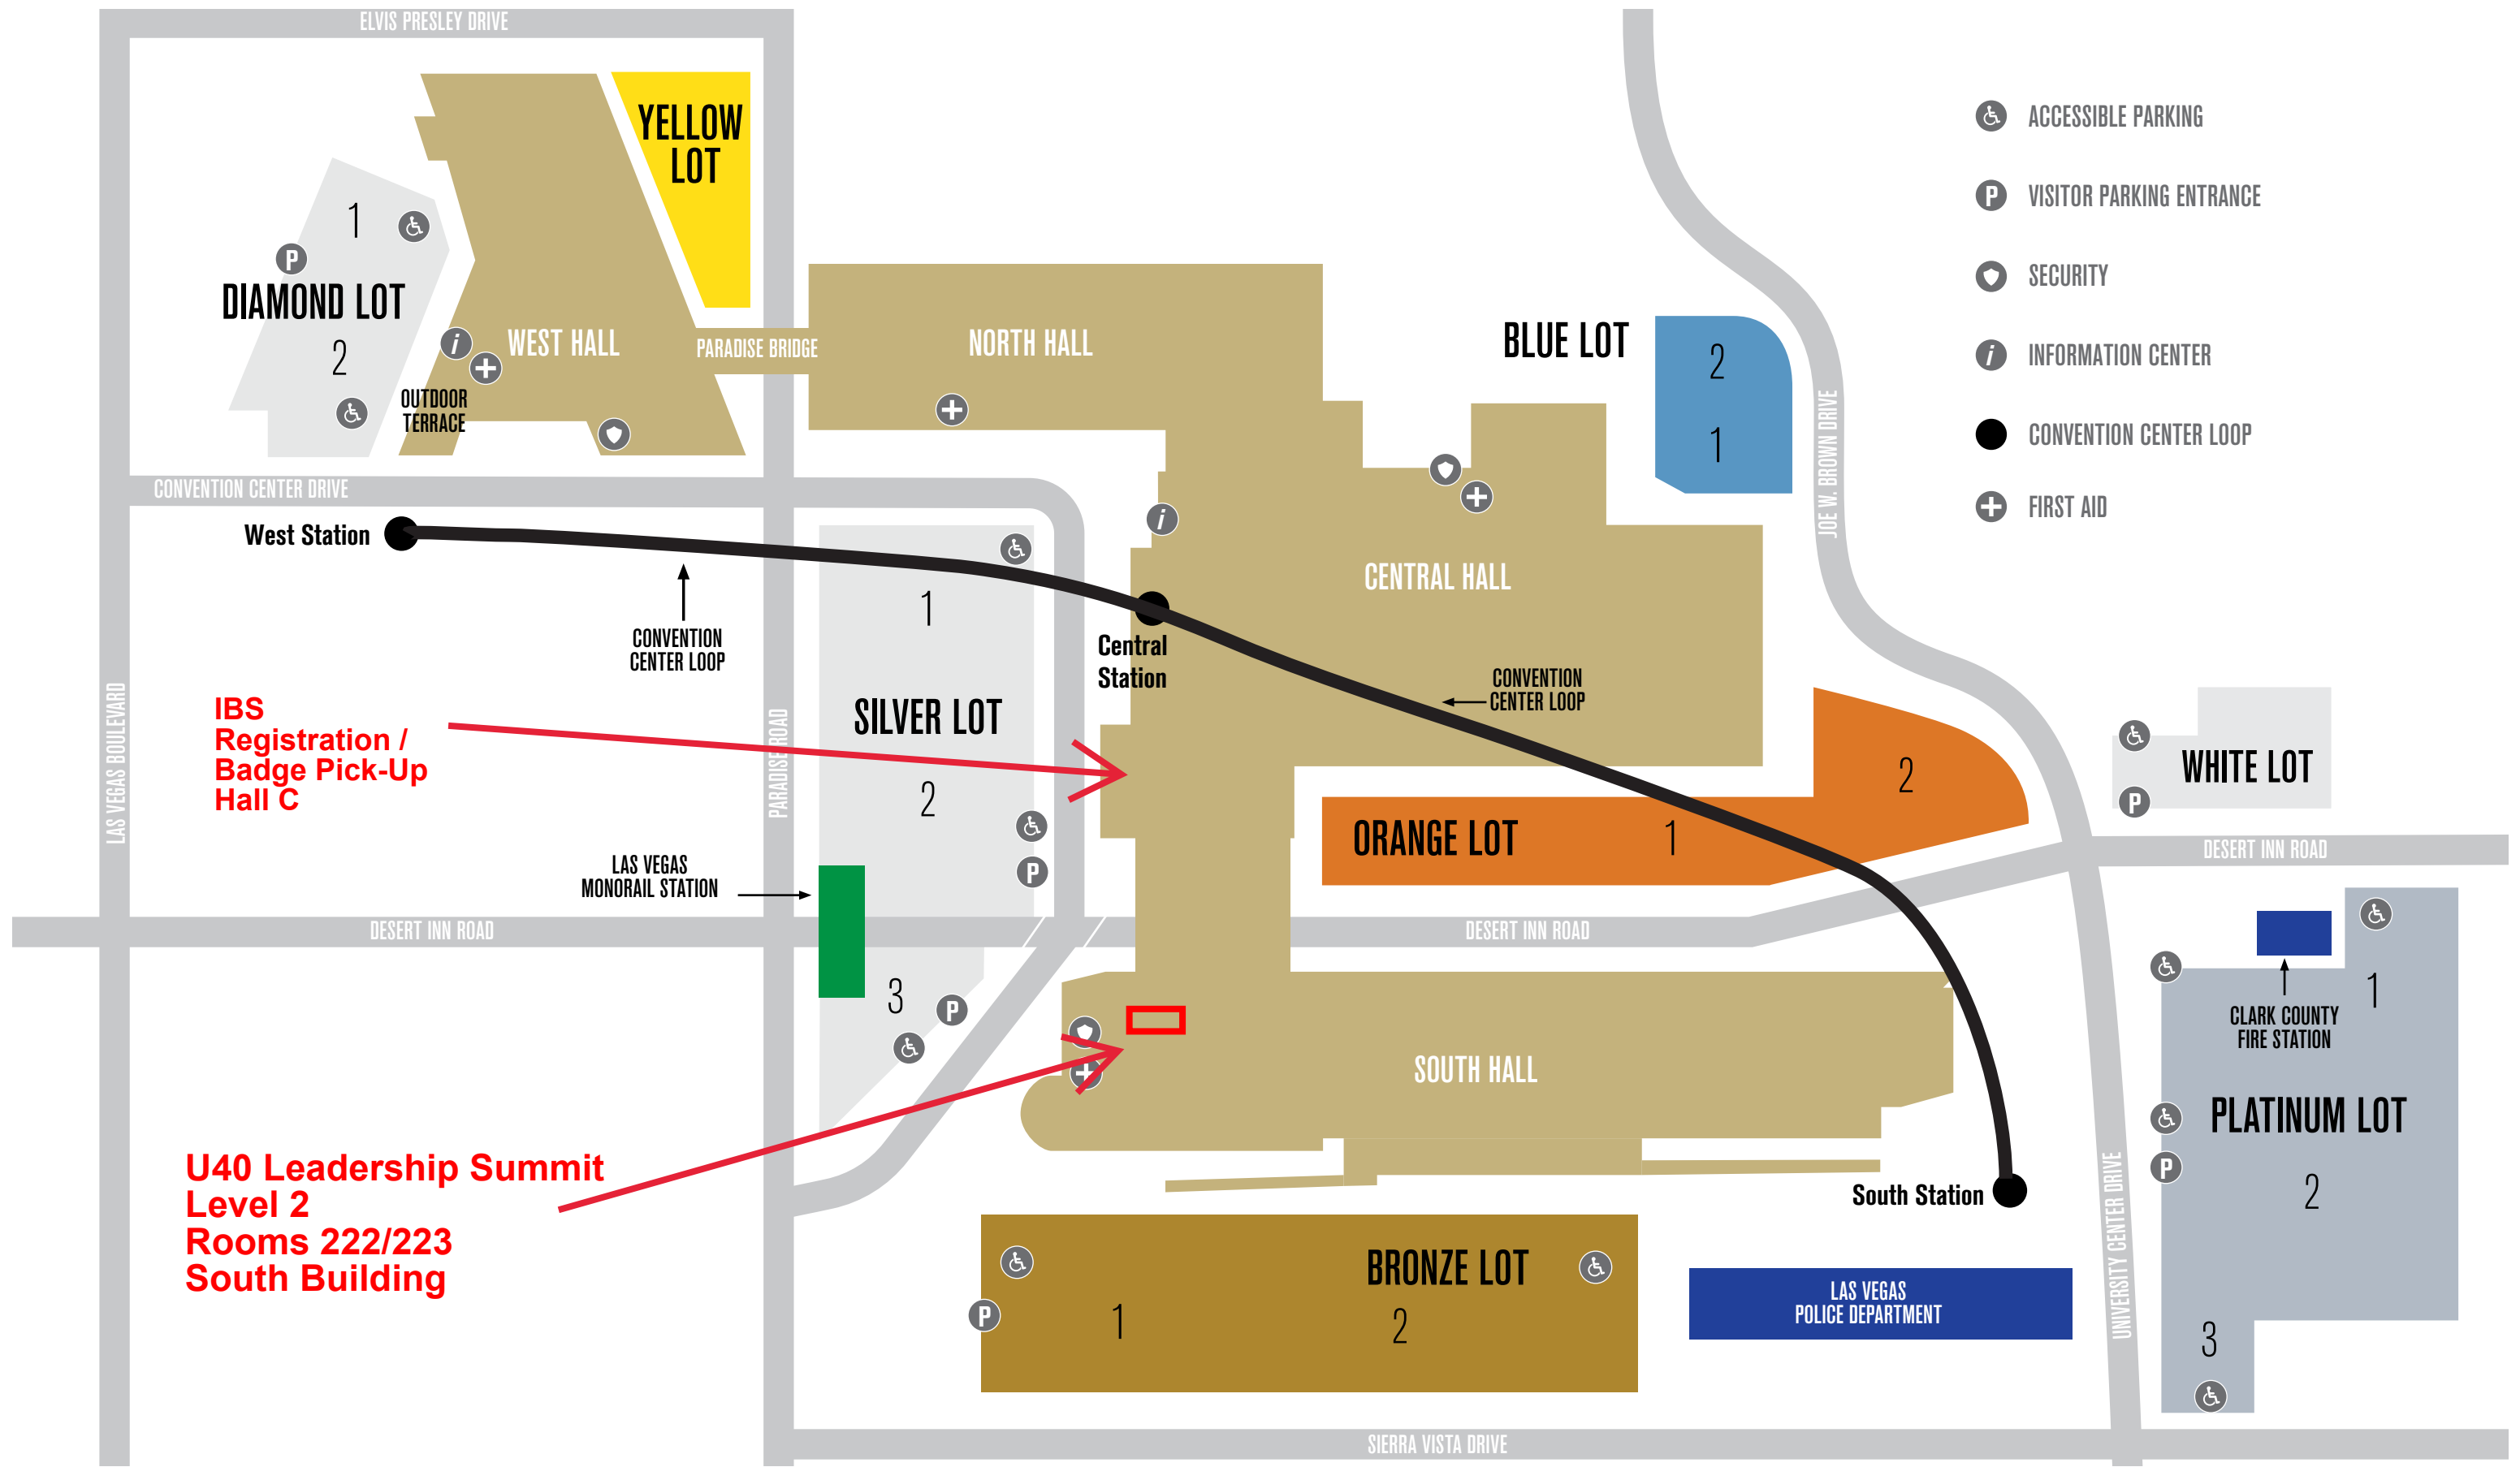 ELVIS PRESLEY DRIVE
YELLOW
LOT
1
DIAMOND LOT
2
P
i
OUTDOOR
TERRACE
WEST HALL
PARADISE BRIDGE
NORTH HALL
BLUE LOT
2
1
JOE W. BROWN DRIVE
ACCESSIBLE PARKING
P
VISITOR PARKING ENTRANCE
SECURITY
i
INFORMATION CENTER
CONVENTION CENTER LOOP
FIRST AID
CONVENTION CENTER DRIVE
West Station
CONVENTION
CENTER LOOP
i
1
Central
Station
CENTRAL HALL
CONVENTION
CENTER LOOP
LAS VEGAS BOULEVARD
IBS
Registration /
Badge Pick-Up
Hall C
PARADISE ROAD
SILVER LOT
2
P
ORANGE LOT
1
2
WHITE LOT
P
DESERT INN ROAD
LAS VEGAS
MONORAIL STATION
DESERT INN ROAD
DESERT INN ROAD
3
P
SOUTH HALL
1
CLARK COUNTY
FIRE STATION
PLATINUM LOT
P
2
3
U40 Leadership Summit
Level 2
Rooms 222/223
South Building
South Station
UNIVERSITY CENTER DRIVE
BRONZE LOT
P
1
2
LAS VEGAS
POLICE DEPARTMENT
SIERRA VISTA DRIVE